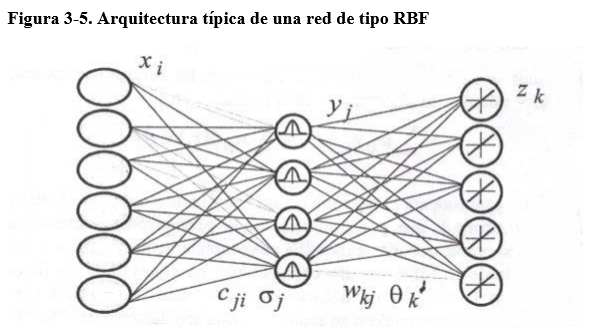 Figura 3-5. Arquitectura típica de una red de tipo RBF
x i
y j
z k
c ji σ j
w kj θ k